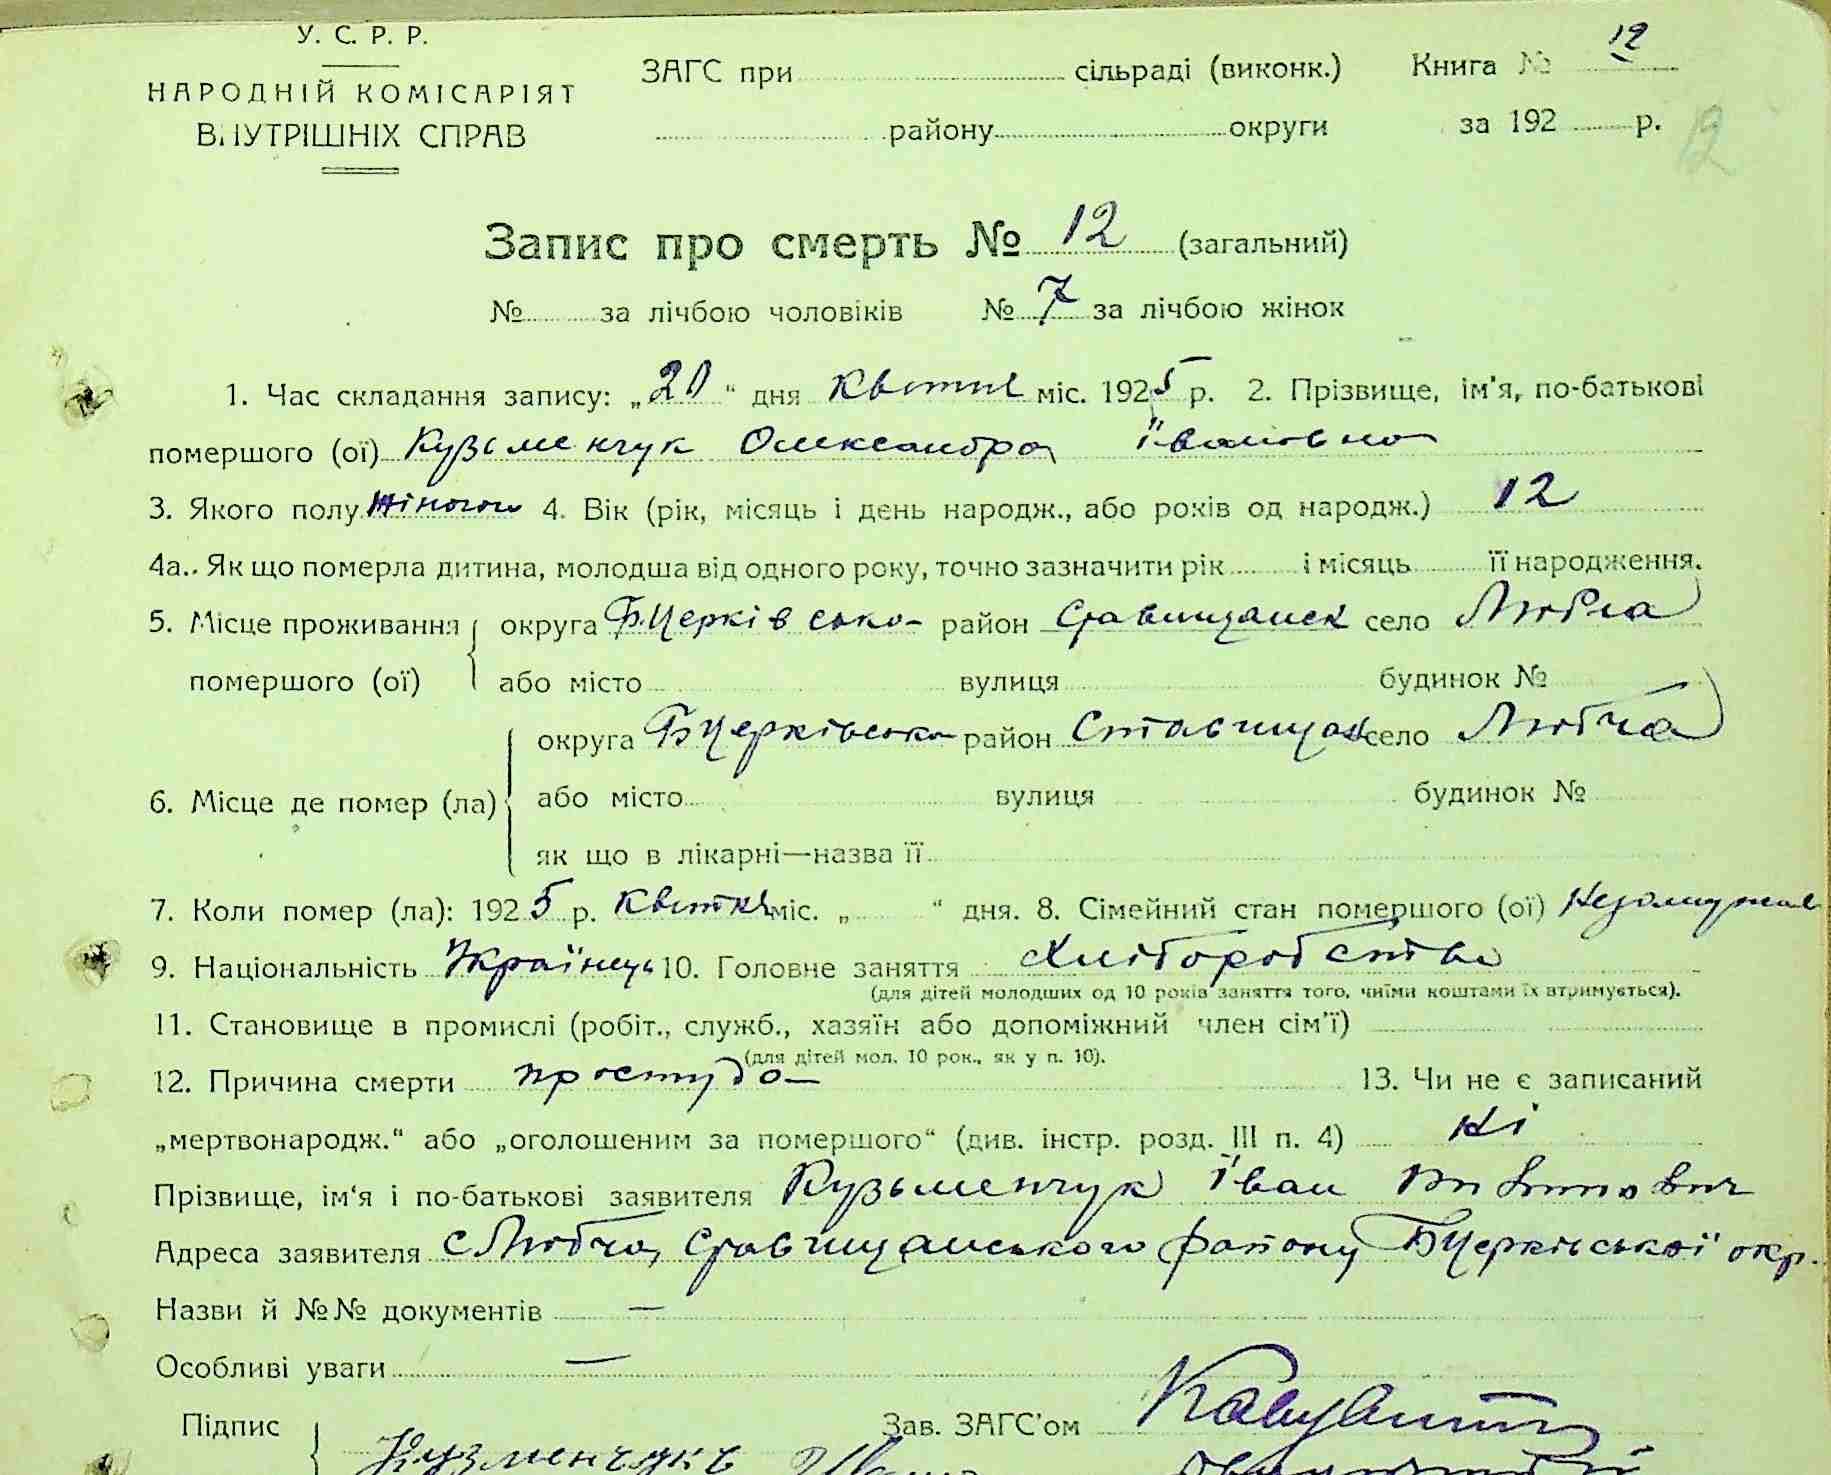 У. С. Р. Р.
НАРОДНІЙ КОМІСАРІЯТ
ВНУТРІШНІХ СПРАВ
ЗАГС при сільраді (виконк.) Книга № 12
району округи за 192 р.
12
Запис про смерть № 12 (загальний)
№ за лічбою чоловіків № 7 за лічбою жінок
1. Час складання запису: „20“ дня Квітня міс. 1925 р. 2. Прізвище, ім'я, по-батькові
помершого (ої) Кузьменчук Олександра Івановна
3. Якого полу жіночого 4. Вік (рік, місяць і день народж., або років од народж.) 12
4а.. Як що померла дитина, молодша від одного року, точно зазначити рік і місяць її народження.
5. Місце проживання округа Б.Церківсько район Ставищанськ село Любча
помершого (ої) або місто вулиця будинок №
округа БЦерківсько район Ставищан село Любча
6. Місце де помер (ла) або місто вулиця будинок №
як що в лікарні—назва її
7. Коли помер (ла): 1925 р. Квітня міс. „ “ дня. 8. Сімейний стан помершого (ої)
9. Національність Українець 10. Головне заняття Хліборобство
(для дітей молодших од 10 років заняття того, чиїми коштами їх втримується).
11. Становище в промислі (робіт., служб., хазяїн або допоміжний член сім'ї)
(для дітей мол. 10 рок., як у п. 10).
12. Причина смерти простуда 13. Чи не є записаний
„мертвонародж.“ або „оголошеним за помершого“ (див. інстр. розд. III п. 4) Ні
Прізвище, ім'я і по-батькові заявителя Кузьменчук Іван
Адреса заявителя с Любча, Ставищанського району БЦерківської окр.
Назви й №№ документів —
Особливі уваги —
Підпис Зав. ЗАГС'ом
Кузменчукъ